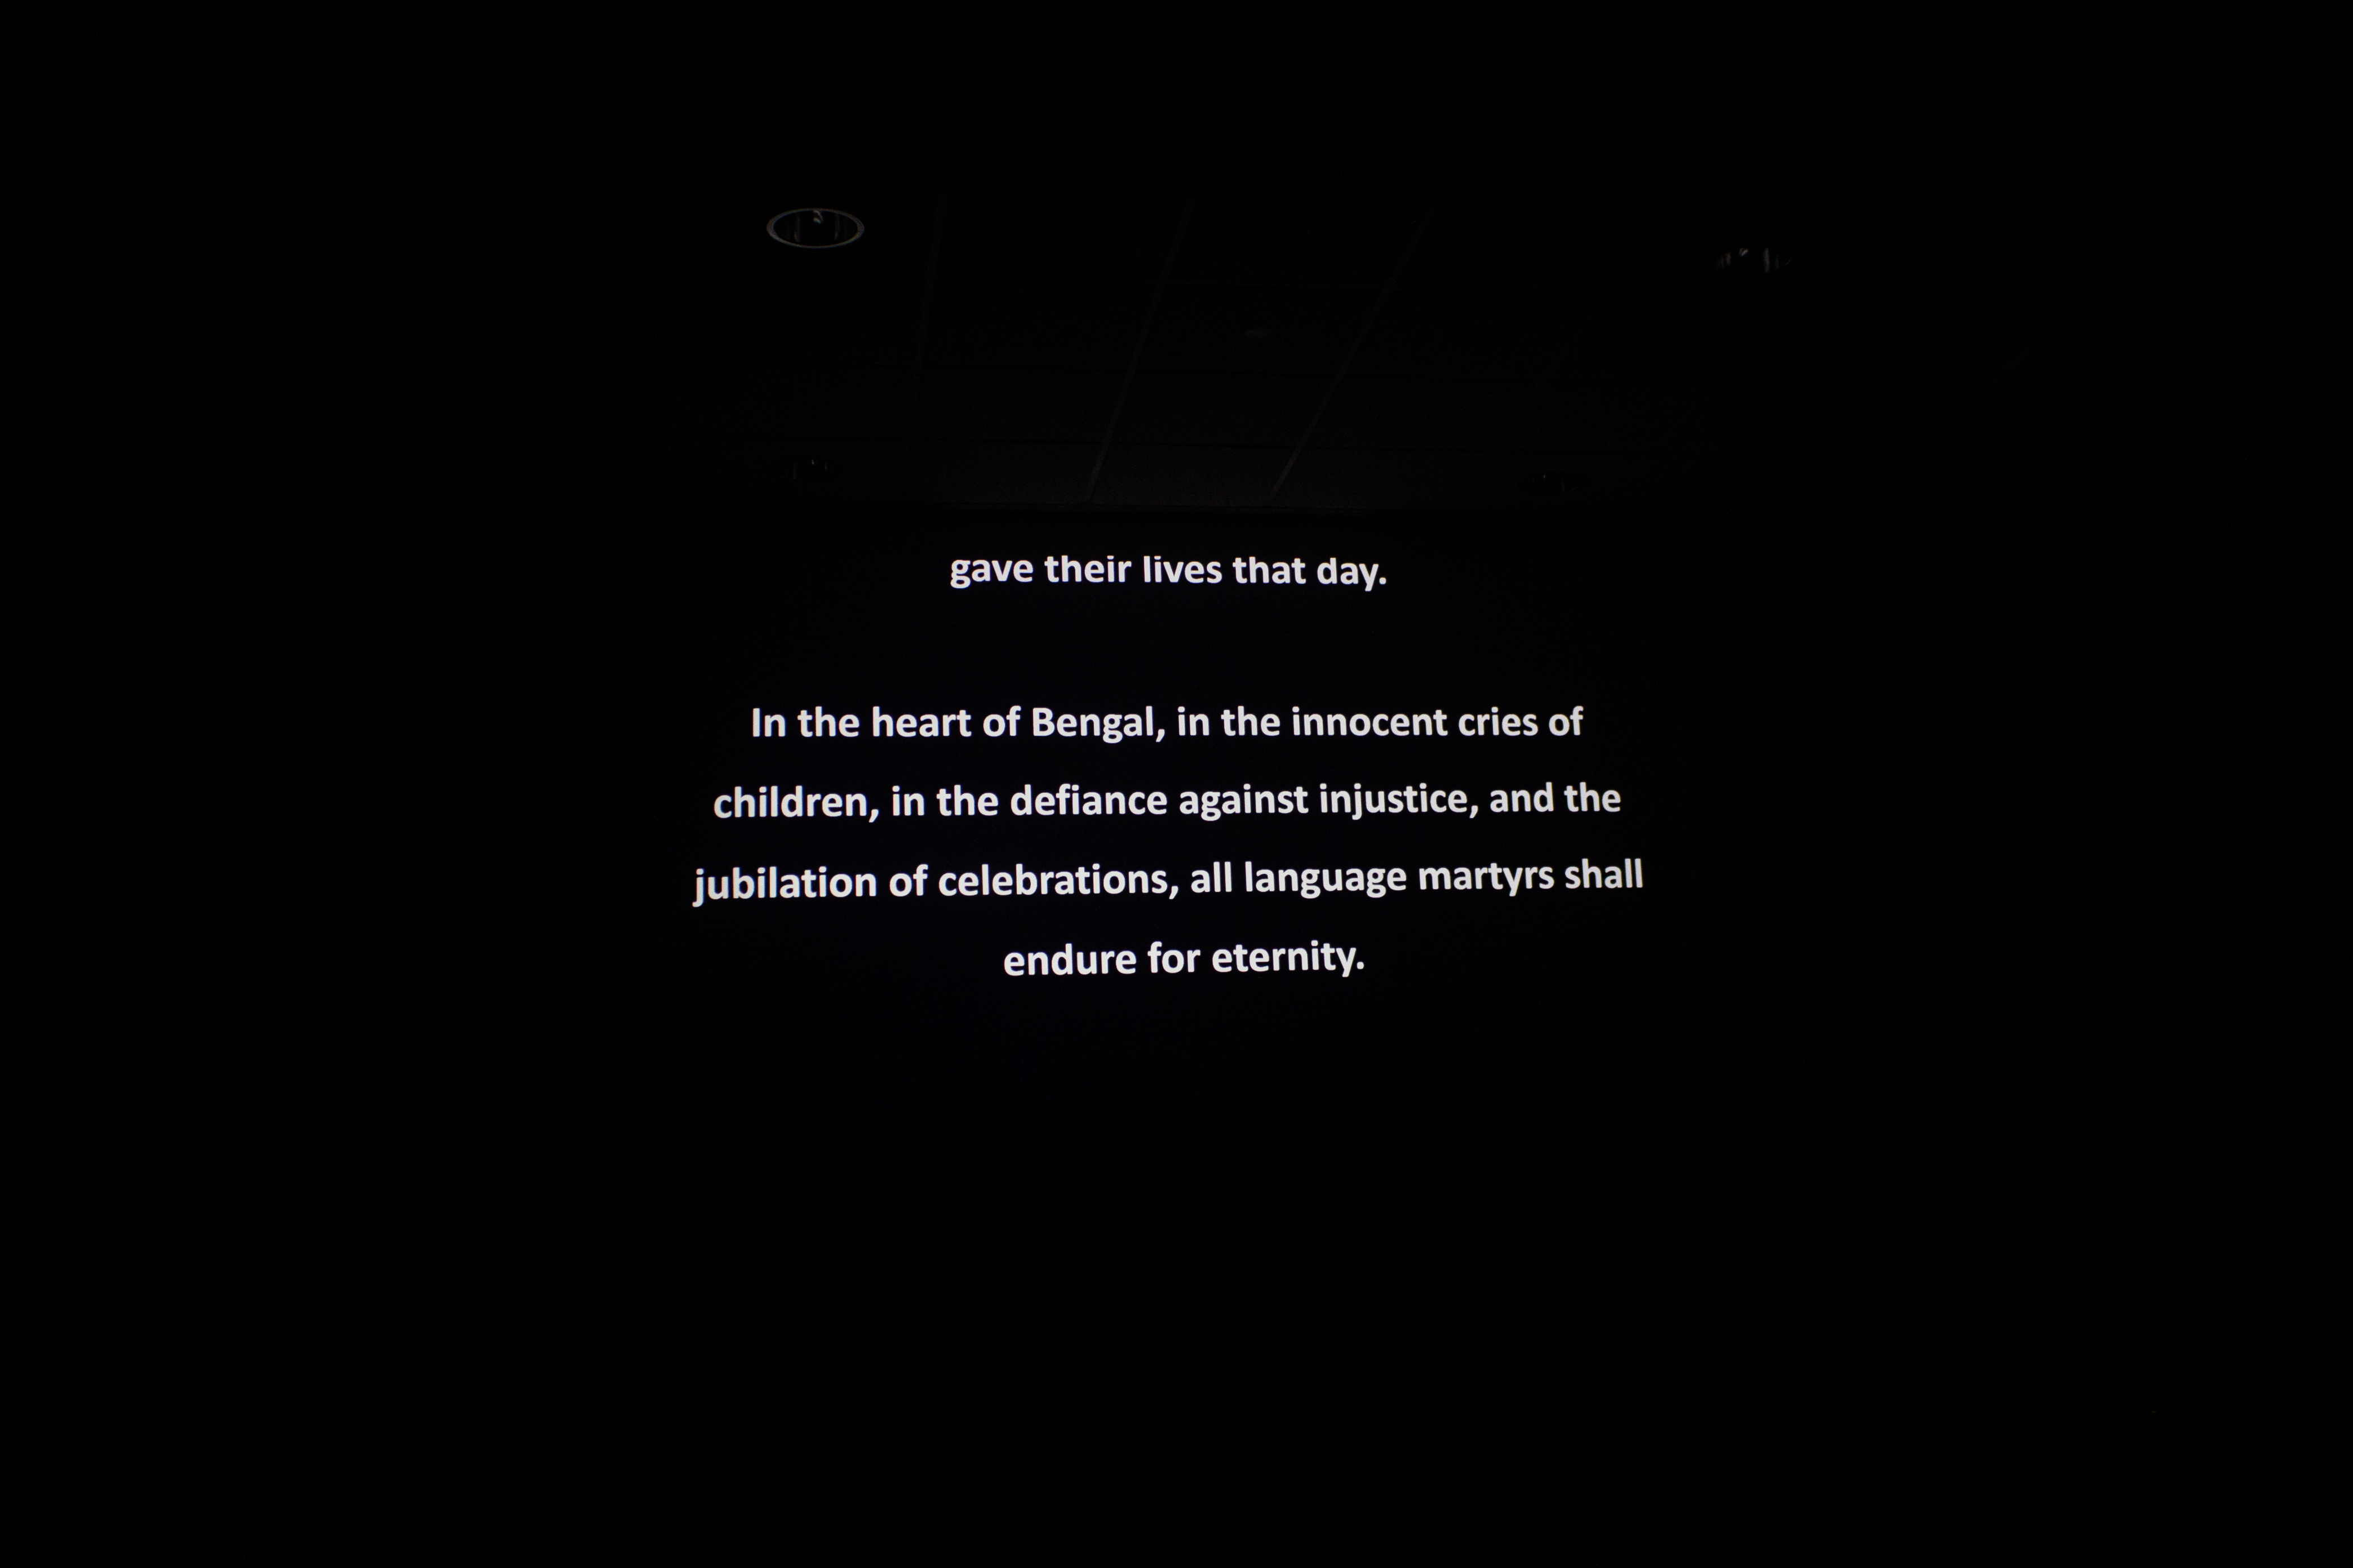 gave their lives that day.
In the heart of Bengal, in the innocent cries of
children, in the defiance against injustice, and the
jubilation of celebrations, all language martyrs shall
endure for eternity.